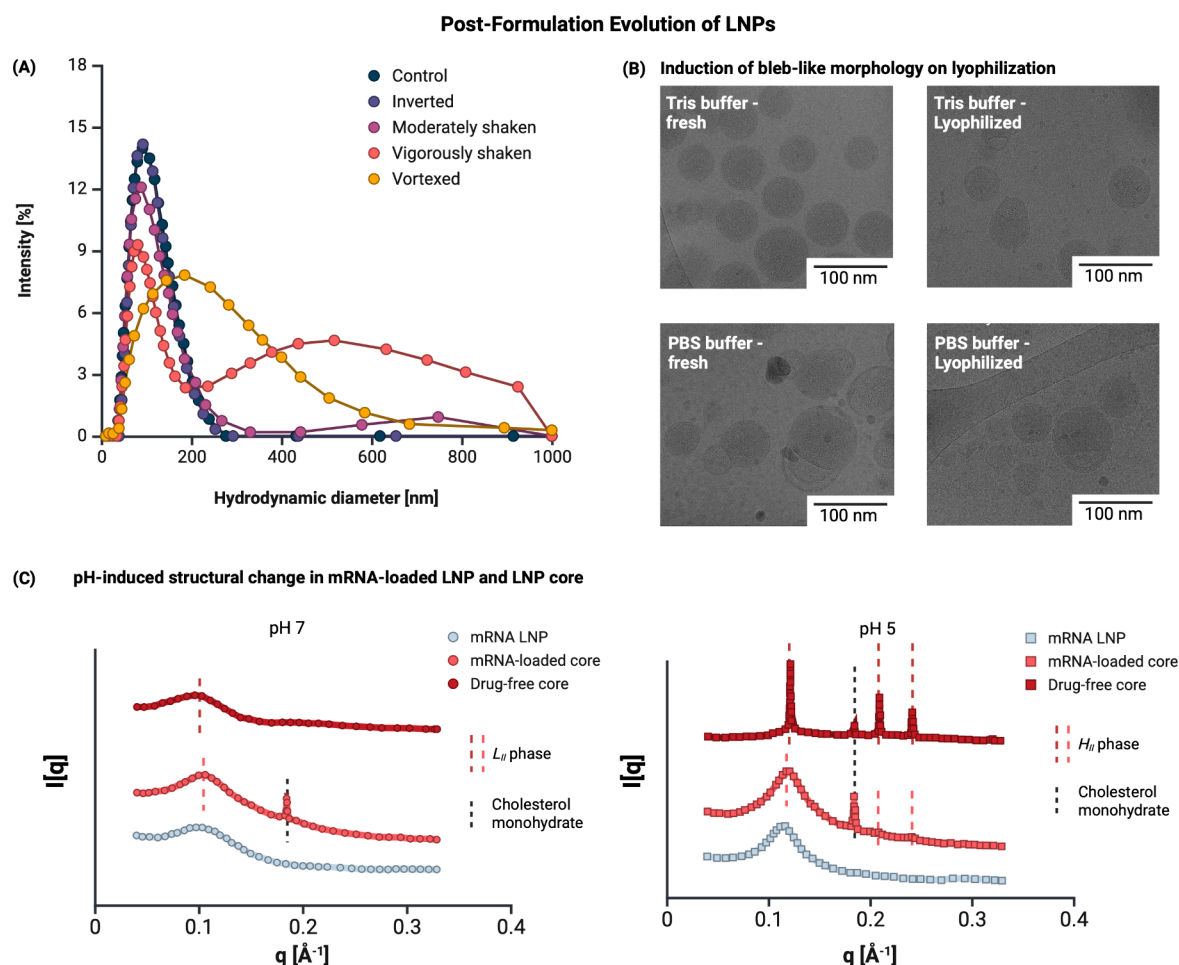 Post-Formulation Evolution of LNPs
(A)
18
15
12
9
6
3
0
Intensity [%]
0
200
400
600
800
1000
Hydrodynamic diameter [nm]
Control
Inverted
Moderately shaken
Vigorously shaken
Vortexed
(B) Induction of bleb-like morphology on lyophilization
Tris buffer -
fresh
100 nm
Tris buffer -
Lyophilized
100 nm
PBS buffer -
fresh
100 nm
PBS buffer -
Lyophilized
100 nm
(C) pH-induced structural change in mRNA-loaded LNP and LNP core
pH 7
mRNA LNP
mRNA-loaded core
Drug-free core
L_II phase
Cholesterol
monohydrate
I[q]
0
0.1
0.2
0.3
0.4
q [Å⁻¹]
pH 5
mRNA LNP
mRNA-loaded core
Drug-free core
H_II phase
Cholesterol
monohydrate
I[q]
0
0.1
0.2
0.3
0.4
q [Å⁻¹]